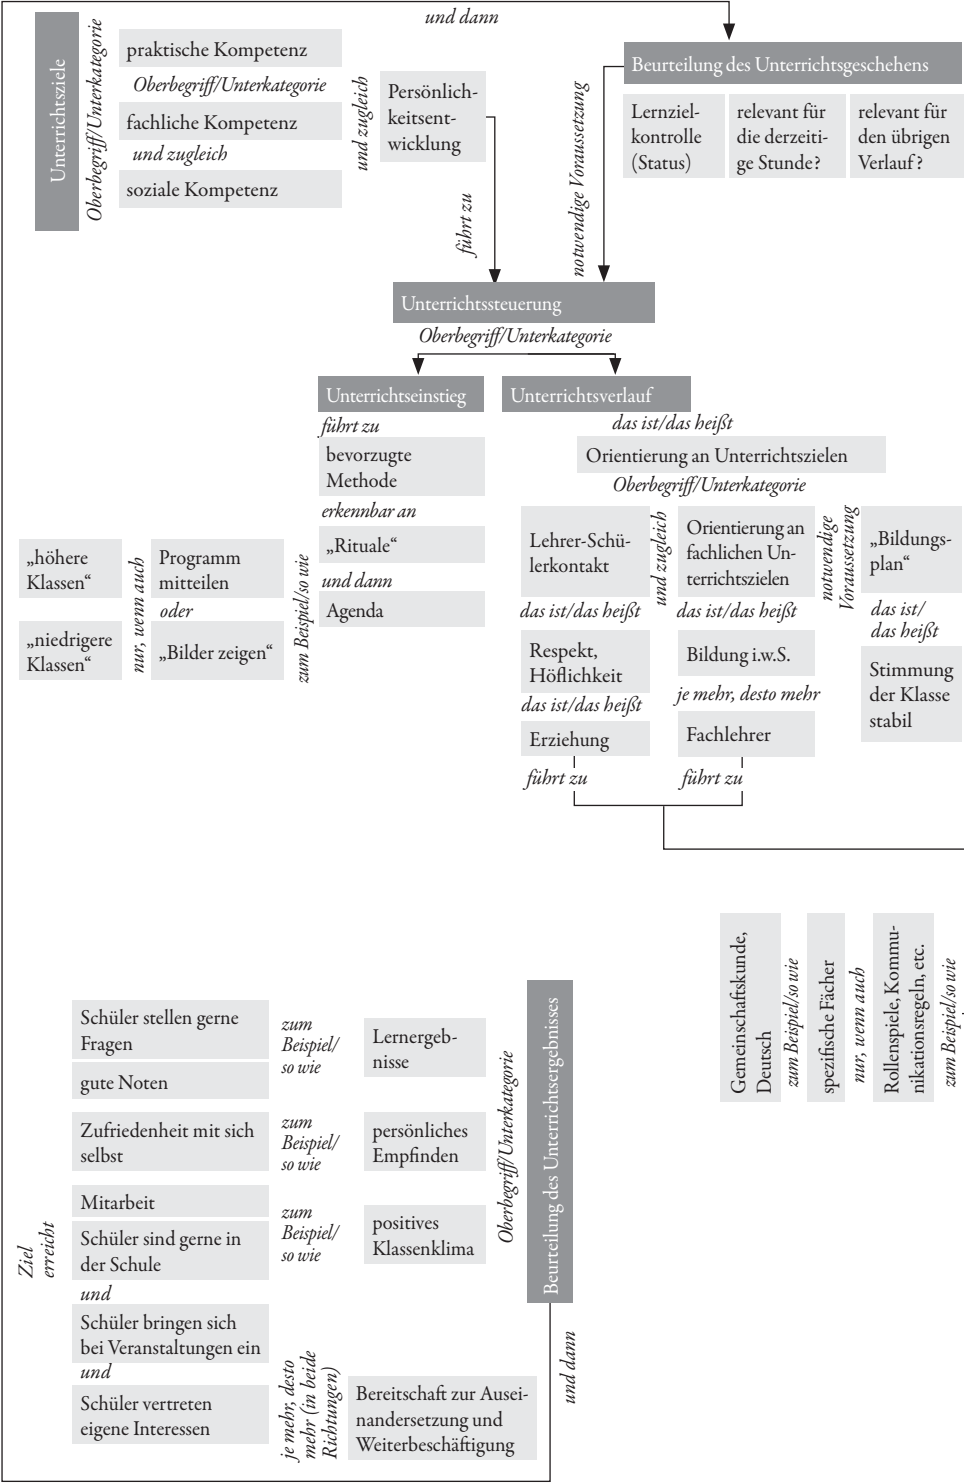 und dann
Unterrichtsziele
Oberbegriff/Unterkategorie
praktische Kompetenz
Oberbegriff/Unterkategorie
fachliche Kompetenz
und zugleich
soziale Kompetenz
und zugleich
Persönlich-
keitsent-
wicklung
führt zu
notwendige Voraussetzung
Beurteilung des Unterrichtsgeschehens
Lernziel-
kontrolle
(Status)
relevant für
die derzeiti-
ge Stunde?
relevant für
den übrigen
Verlauf?
Unterrichtssteuerung
Oberbegriff/Unterkategorie
Unterrichtseinstieg
führt zu
bevorzugte
Methode
erkennbar an
„Rituale“
und dann
Agenda
zum Beispiel/so wie
Programm
mitteilen
oder
„Bilder zeigen“
nur, wenn auch
„höhere
Klassen“
„niedrigere
Klassen“
Unterrichtsverlauf
das ist/das heißt
Orientierung an Unterrichtszielen
Oberbegriff/Unterkategorie
Lehrer-Schü-
lerkontakt
das ist/das heißt
Respekt,
Höflichkeit
das ist/das heißt
Erziehung
führt zu
und zugleich
Orientierung an
fachlichen Un-
terrichtszielen
das ist/das heißt
Bildung i.w.S.
je mehr, desto mehr
Fachlehrer
führt zu
notwendige
Voraussetzung
„Bildungs-
plan“
das ist/
das heißt
Stimmung
der Klasse
stabil
Gemeinschaftskunde,
Deutsch
zum Beispiel/so wie
spezifische Fächer
nur, wenn auch
Rollenspiele, Kommu-
nikationsregeln, etc.
zum Beispiel/so wie
Ziel
erreicht
Schüler stellen gerne
Fragen
gute Noten
zum
Beispiel/
so wie
Lernergeb-
nisse
Zufriedenheit mit sich
selbst
zum
Beispiel/
so wie
persönliches
Empfinden
Mitarbeit
Schüler sind gerne in
der Schule
zum
Beispiel/
so wie
positives
Klassenklima
und
Schüler bringen sich
bei Veranstaltungen ein
und
Schüler vertreten
eigene Interessen
je mehr, desto
mehr (in beide
Richtungen)
Bereitschaft zur Ausei-
nandersetzung und
Weiterbeschäftigung
Oberbegriff/Unterkategorie
Beurteilung des Unterrichtsergebnisses
und dann